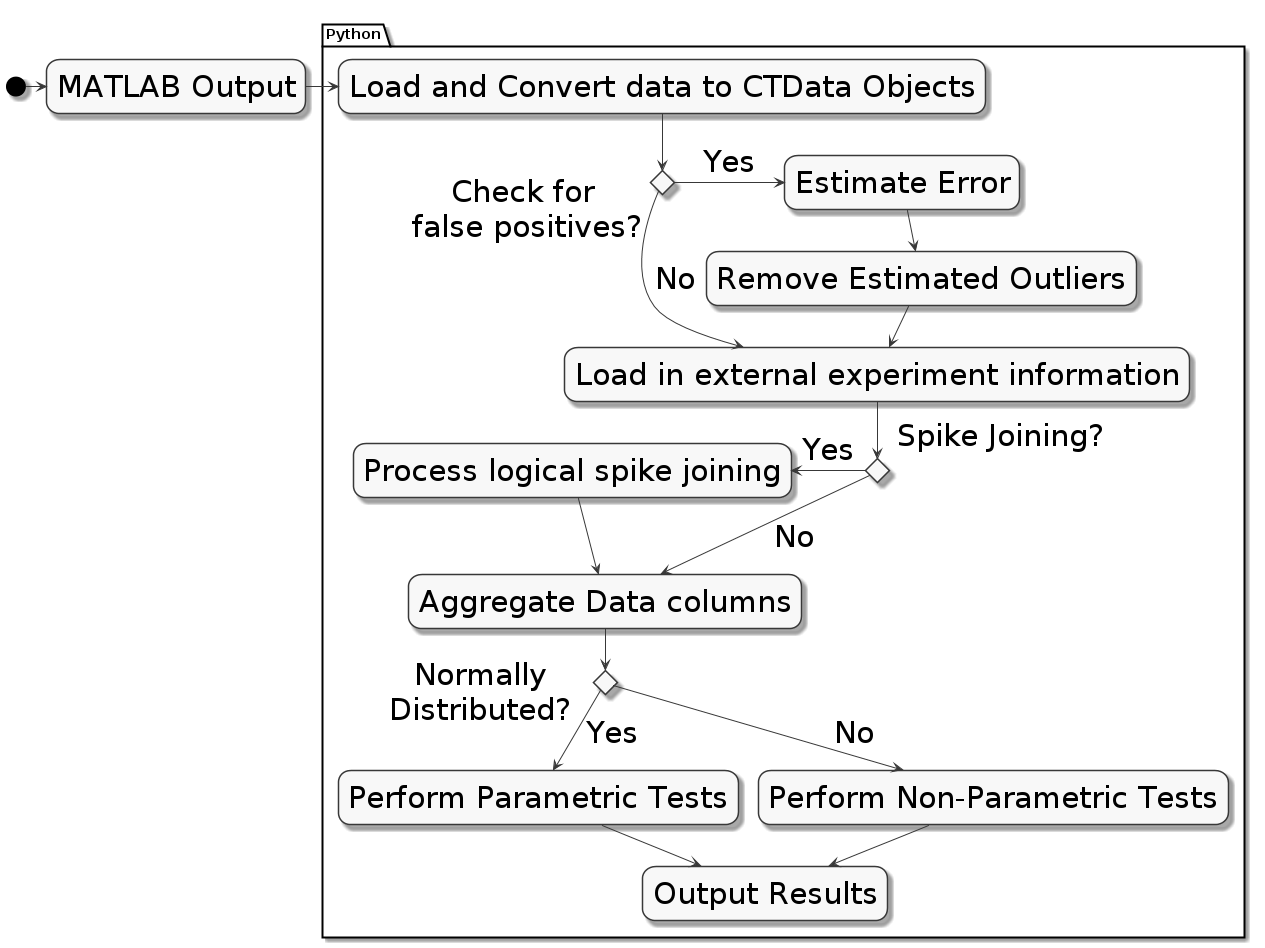 Python
MATLAB Output
Load and Convert data to CTData Objects
Yes
Check for
false positives?
Estimate Error
No
Remove Estimated Outliers
Load in external experiment information
Spike Joining?
Yes
Process logical spike joining
No
Aggregate Data columns
Normally
Distributed?
Yes
No
Perform Parametric Tests
Perform Non-Parametric Tests
Output Results